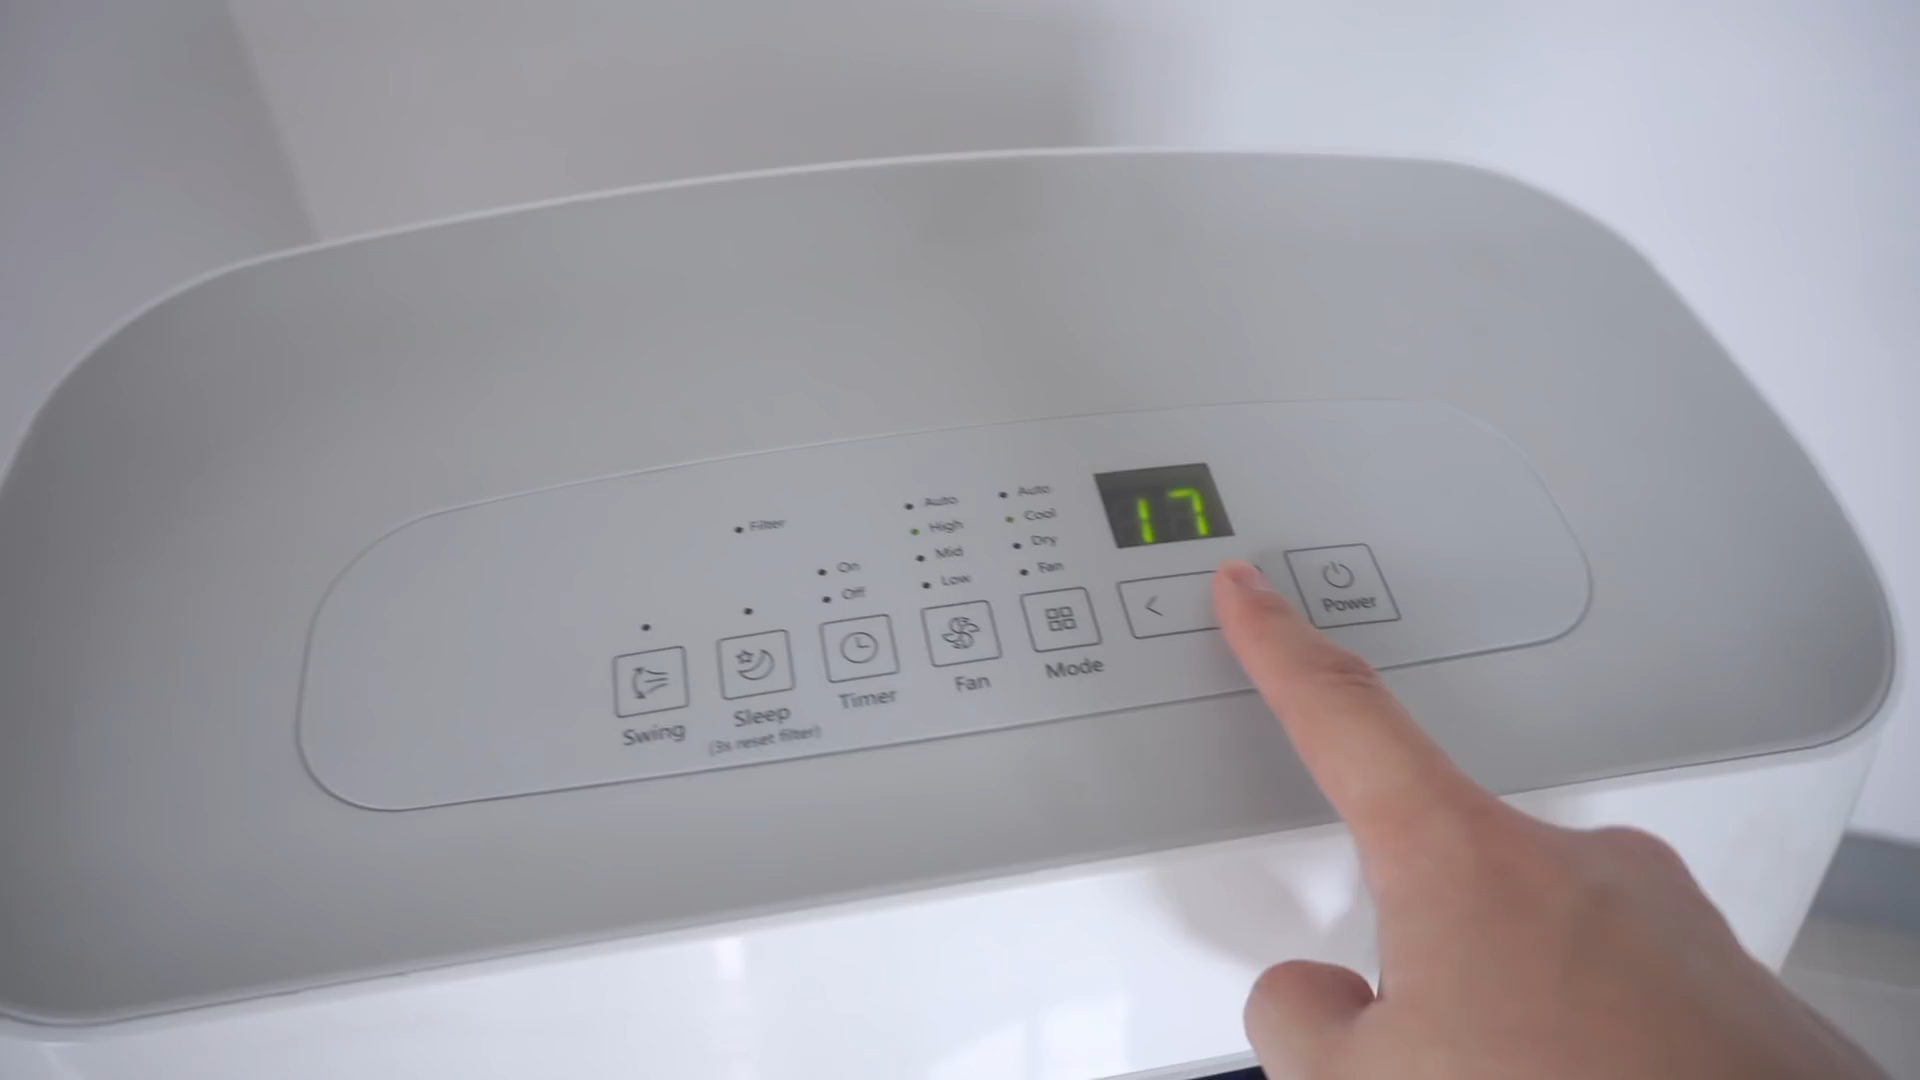 Filter
On
Off
Auto
High
Mid
Low
Auto
Cool
Dry
Fan
17
<
Swing
Sleep
(3s reset filter)
Timer
Fan
Mode
Power